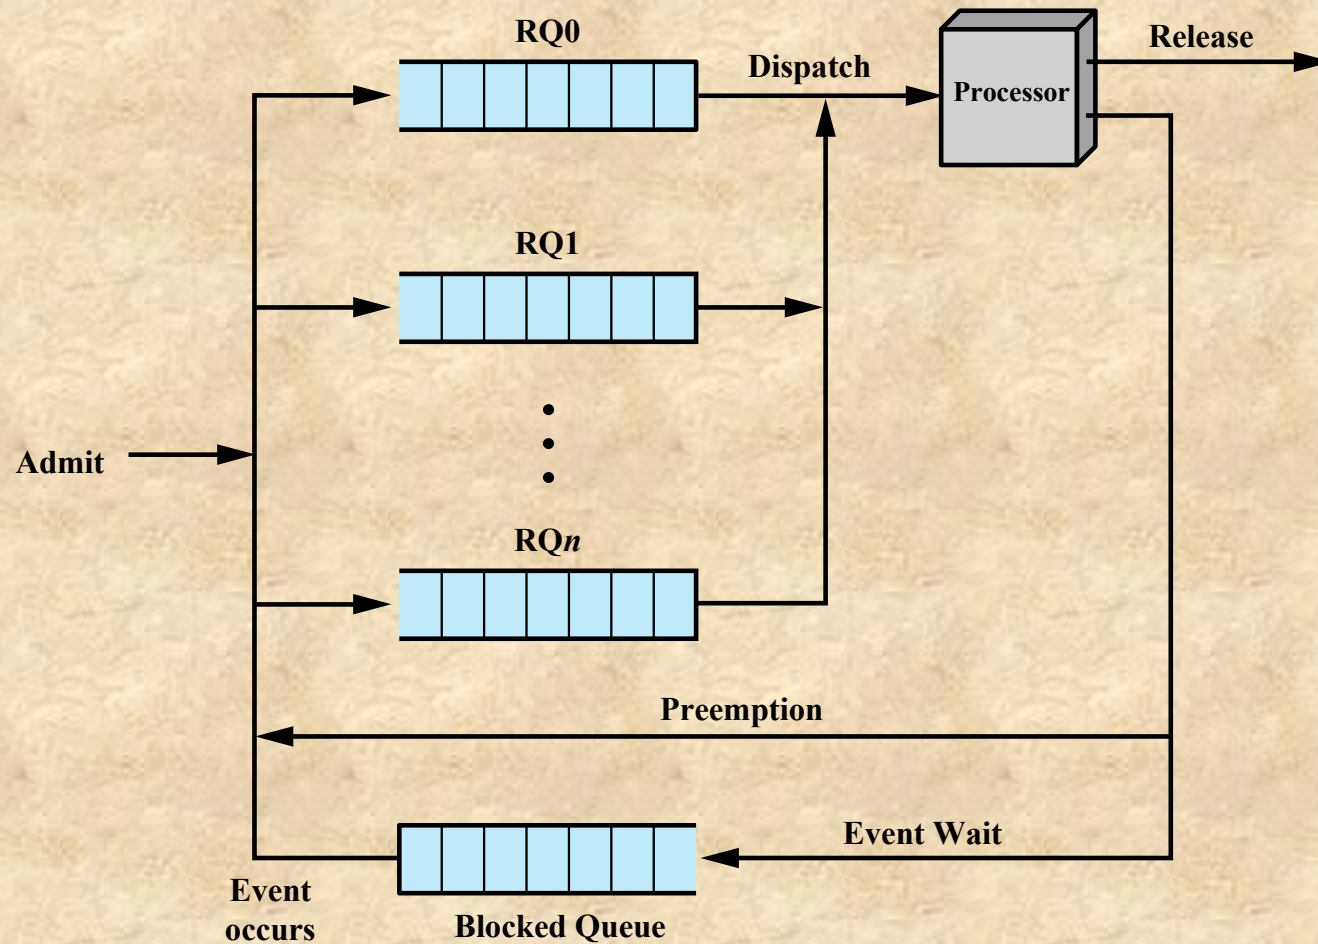 RQ0
Release
Dispatch
Processor
RQ1
Admit
RQn
Preemption
Event Wait
Event
occurs
Blocked Queue